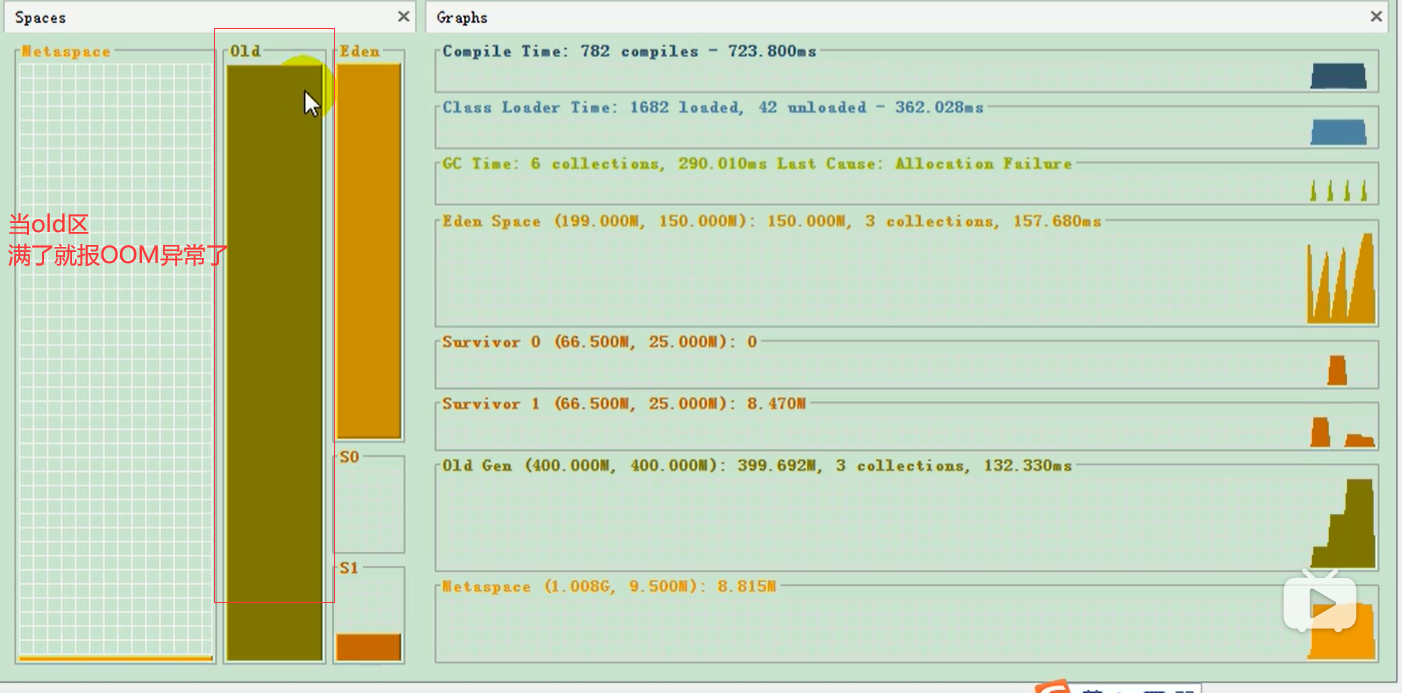 Spaces
Graphs
Metaspace
Old
Eden
S0
S1
当old区
满了就报OOM异常了
Compile Time: 782 compiles - 723.800ms
Class Loader Time: 1682 loaded, 42 unloaded - 362.028ms
GC Time: 6 collections, 290.010ms Last Cause: Allocation Failure
Eden Space (199.000M, 150.000M): 150.000M, 3 collections, 157.680ms
Survivor 0 (66.500M, 25.000M): 0
Survivor 1 (66.500M, 25.000M): 8.470M
Old Gen (400.000M, 400.000M): 399.692M, 3 collections, 132.330ms
Metaspace (1.008G, 9.500M): 8.815M